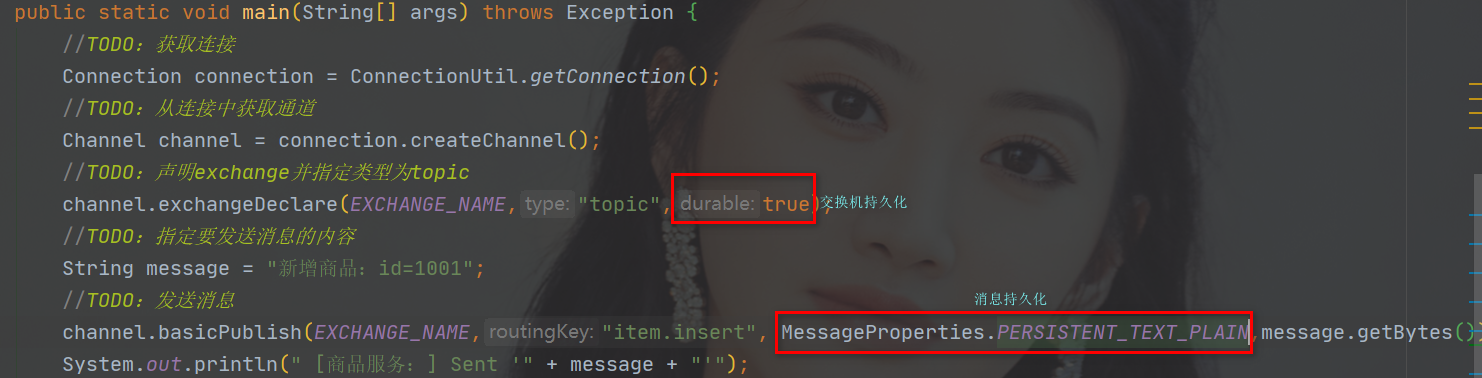 public static void main(String[] args) throws Exception {
//TODO: 获取连接
Connection connection = ConnectionUtil.getConnection();
//TODO: 从连接中获取通道
Channel channel = connection.createChannel();
//TODO: 声明exchange并指定类型为topic
channel.exchangeDeclare(EXCHANGE_NAME, type: "topic", durable: true); 交换机持久化
//TODO: 指定要发送消息的内容
String message = "新增商品：id=1001";
//TODO: 发送消息
消息持久化
channel.basicPublish(EXCHANGE_NAME, routingKey: "item.insert", MessageProperties.PERSISTENT_TEXT_PLAIN,message.getBytes())
System.out.println(" [商品服务：] Sent '" + message + "'");